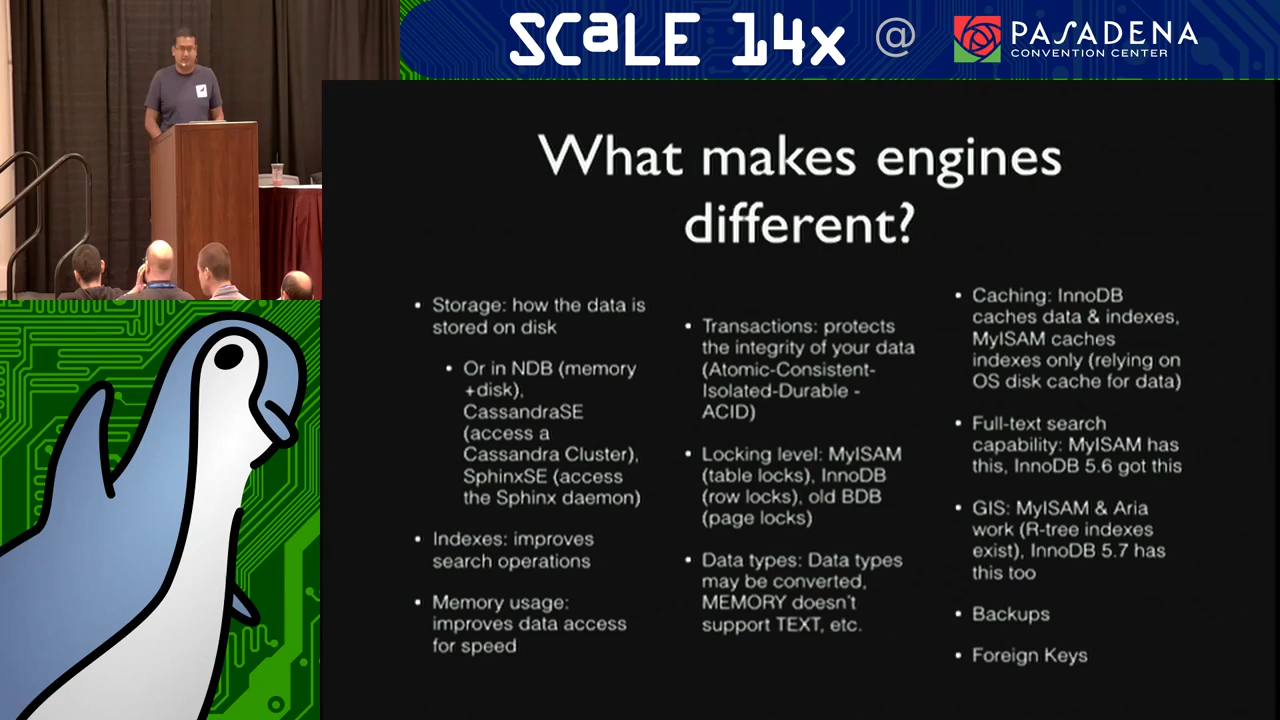 SCaLE 14x @ PASADENA
CONVENTION CENTER
What makes engines
different?
• Storage: how the data is
stored on disk
• Or in NDB (memory
+disk),
CassandraSE
(access a
Cassandra Cluster),
SphinxSE (access
the Sphinx daemon)
• Indexes: improves
search operations
• Memory usage:
improves data access
for speed
• Transactions: protects
the integrity of your data
(Atomic-Consistent-
Isolated-Durable -
ACID)
• Locking level: MyISAM
(table locks), InnoDB
(row locks), old BDB
(page locks)
• Data types: Data types
may be converted,
MEMORY doesn't
support TEXT, etc.
• Caching: InnoDB
caches data & indexes,
MyISAM caches
indexes only (relying on
OS disk cache for data)
• Full-text search
capability: MyISAM has
this, InnoDB 5.6 got this
• GIS: MyISAM & Aria
work (R-tree indexes
exist), InnoDB 5.7 has
this too
• Backups
• Foreign Keys